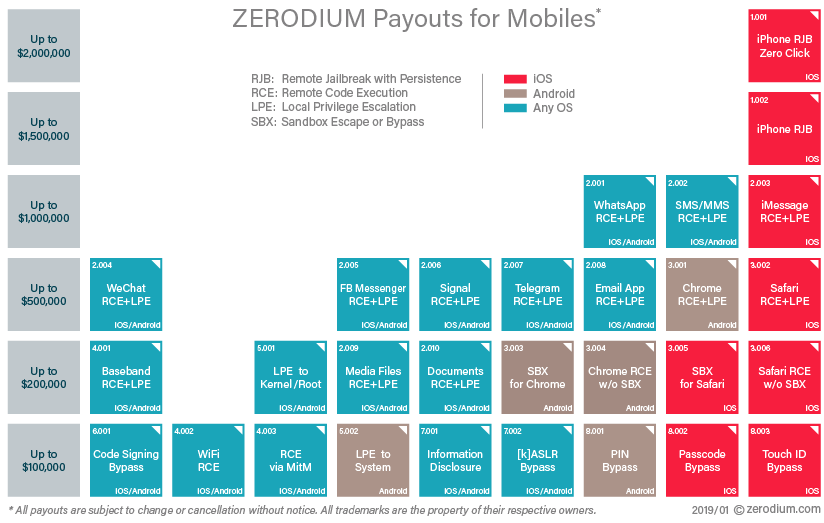 ZERODIUM Payouts for Mobiles*
RJB: Remote Jailbreak with Persistence
RCE: Remote Code Execution
LPE: Local Privilege Escalation
SBX: Sandbox Escape or Bypass
iOS
Android
Any OS
Up to
$2,000,000
1.001
iPhone RJB
Zero Click
iOS
Up to
$1,500,000
1.002
iPhone RJB
iOS
Up to
$1,000,000
2.001
WhatsApp
RCE+LPE
iOS/Android
2.002
SMS/MMS
RCE+LPE
iOS/Android
2.003
iMessage
RCE+LPE
iOS
Up to
$500,000
2.004
WeChat
RCE+LPE
iOS/Android
2.005
FB Messenger
RCE+LPE
iOS/Android
2.006
Signal
RCE+LPE
iOS/Android
2.007
Telegram
RCE+LPE
iOS/Android
2.008
Email App
RCE+LPE
iOS/Android
3.001
Chrome
RCE+LPE
Android
3.002
Safari
RCE+LPE
iOS
Up to
$200,000
4.001
Baseband
RCE+LPE
iOS/Android
5.001
LPE to
Kernel/Root
iOS/Android
2.009
Media Files
RCE+LPE
iOS/Android
2.010
Documents
RCE+LPE
iOS/Android
3.003
SBX
for Chrome
Android
3.004
Chrome RCE
w/o SBX
Android
3.005
SBX
for Safari
iOS
3.006
Safari RCE
w/o SBX
iOS
Up to
$100,000
6.001
Code Signing
Bypass
iOS/Android
4.002
WiFi
RCE
iOS/Android
4.003
RCE
via MitM
iOS/Android
5.002
LPE to
System
Android
7.001
Information
Disclosure
iOS/Android
7.002
[k]ASLR
Bypass
iOS/Android
8.001
PIN
Bypass
Android
8.002
Passcode
Bypass
iOS
8.003
Touch ID
Bypass
iOS
* All payouts are subject to change or cancellation without notice. All trademarks are the property of their respective owners.
2019/01 © zerodium.com